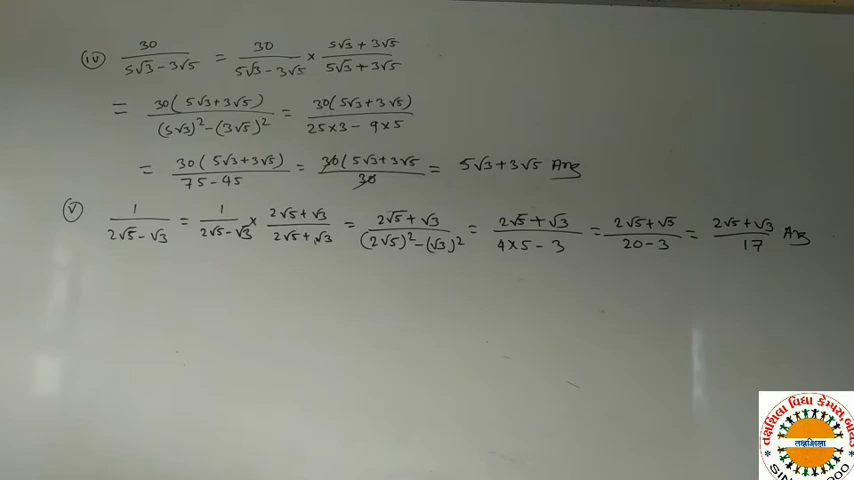 iv) 30/(5√3 - 3√5) = 30/(5√3 - 3√5) × (5√3 + 3√5)/(5√3 + 3√5)
= 30(5√3+3√5)/((5√3)² - (3√5)²) = 30(5√3+3√5)/(25×3 - 9×5)
= 30(5√3+3√5)/(75 - 45) = 30(5√3+3√5/30 = 5√3+3√5 Ans
v) 1/(2√5 - √3) = 1/(2√5 - √3) × (2√5+√3)/(2√5+√3) = (2√5 + √3)/((2√5)² - (√3)²) = (2√5 + √3)/(4×5 - 3) = (2√5+√5)/(20 - 3) = (2√5+√3)/17 Ans
તક્ષશિલા વિદ્યા કેમ્પસ,
તક્ષશિલા